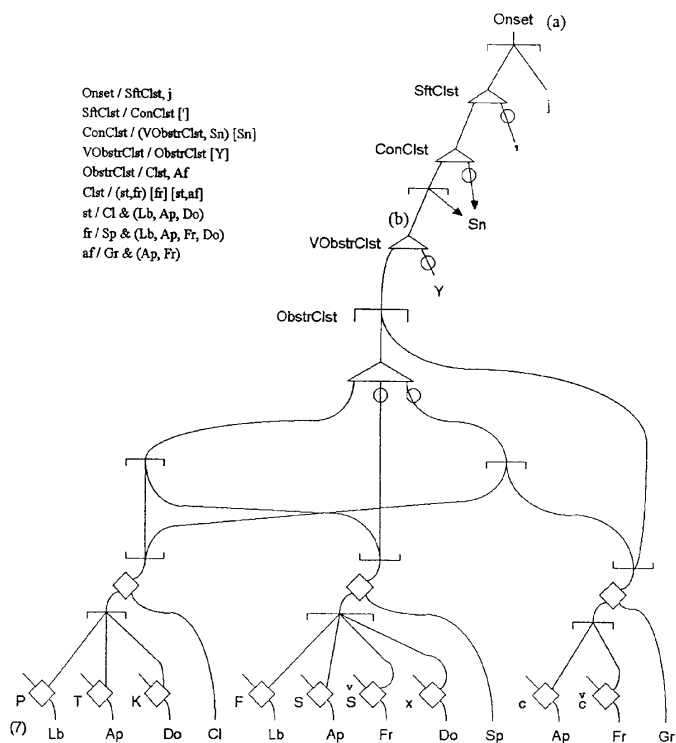 Onset (a)
SftClst
j
Onset / SftClst, j
SftClst / ConClst [']
ConClst / (VObstrClst, Sn) [Sn]
VObstrClst / ObstrClst [Y]
ObstrClst / Clst, Af
Clst / (st,fr) [fr] [st,af]
st / Cl & (Lb, Ap, Do)
fr / Sp & (Lb, Ap, Fr, Do)
af / Gr & (Ap, Fr)
'
ConClst
Sn
(b)
VObstrClst
Y
ObstrClst
P T K F S Š x c č
(7) Lb Ap Do Cl Lb Ap Fr Do Sp Ap Fr Gr